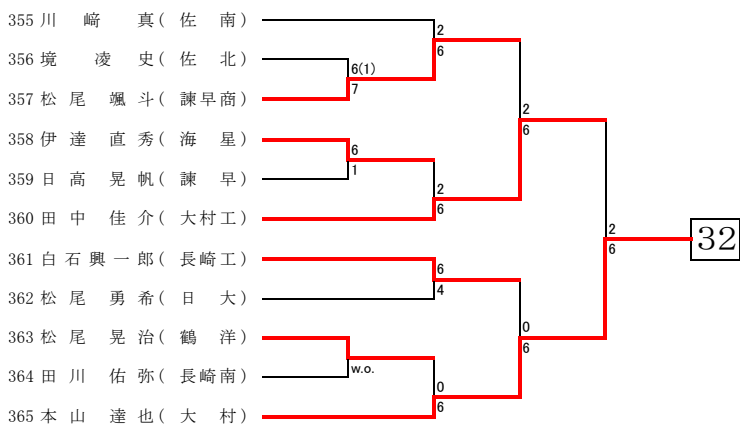 355 川 﨑 真 ( 佐 南 )
2
6
356 境 凌 史 ( 佐 北 )
6(1)
7
357 松 尾 颯 斗 ( 諫早商 )
2
6
358 伊 達 直 秀 ( 海 星 )
6
1
359 日 高 晃 帆 ( 諫 早 )
2
6
360 田 中 佳 介 ( 大村工 )
2
6
32
361 白 石 興 一 郎 ( 長崎工 )
6
4
362 松 尾 勇 希 ( 日 大 )
0
6
363 松 尾 晃 治 ( 鶴 洋 )
w.o.
364 田 川 佑 弥 ( 長崎南 )
0
6
365 本 山 達 也 ( 大 村 )